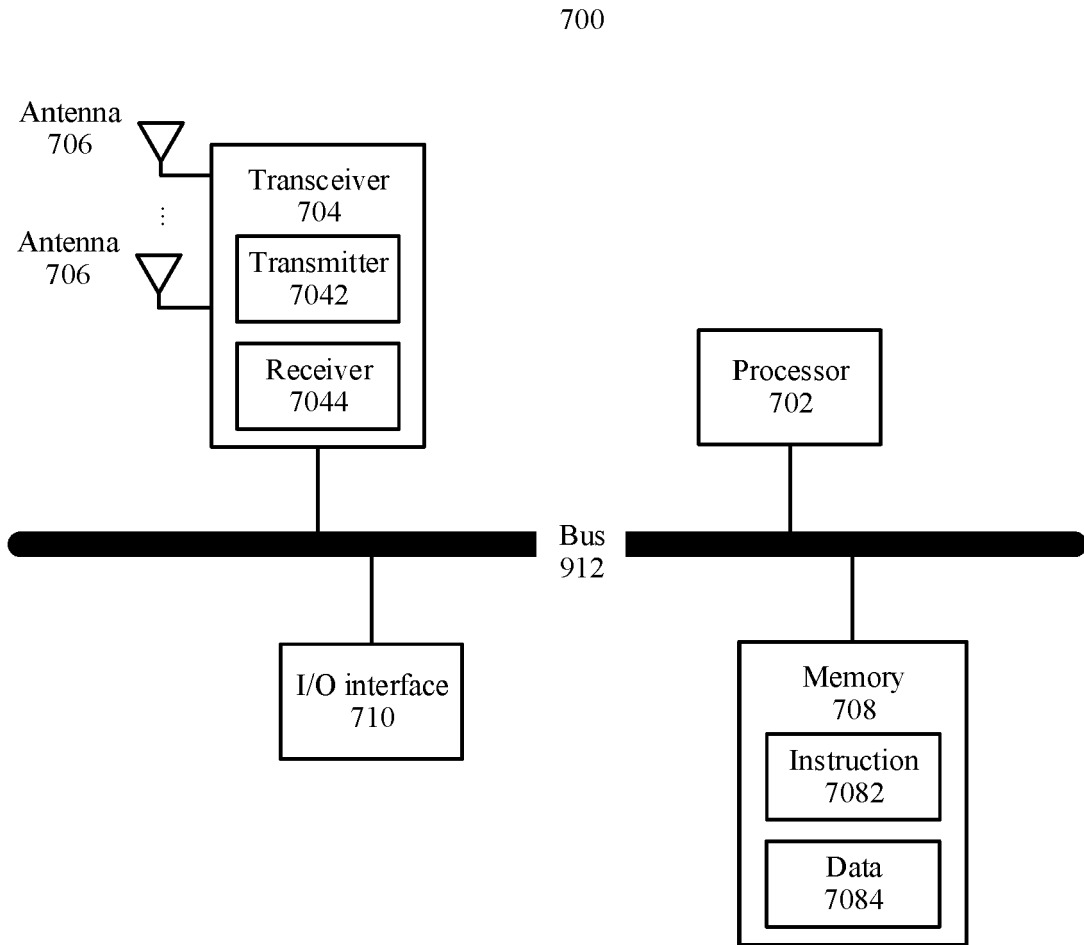 700
Antenna
706
Transceiver
704
⋮
Antenna
706
Transmitter
7042
Receiver
7044
Processor
702
Bus
912
I/O interface
710
Memory
708
Instruction
7082
Data
7084